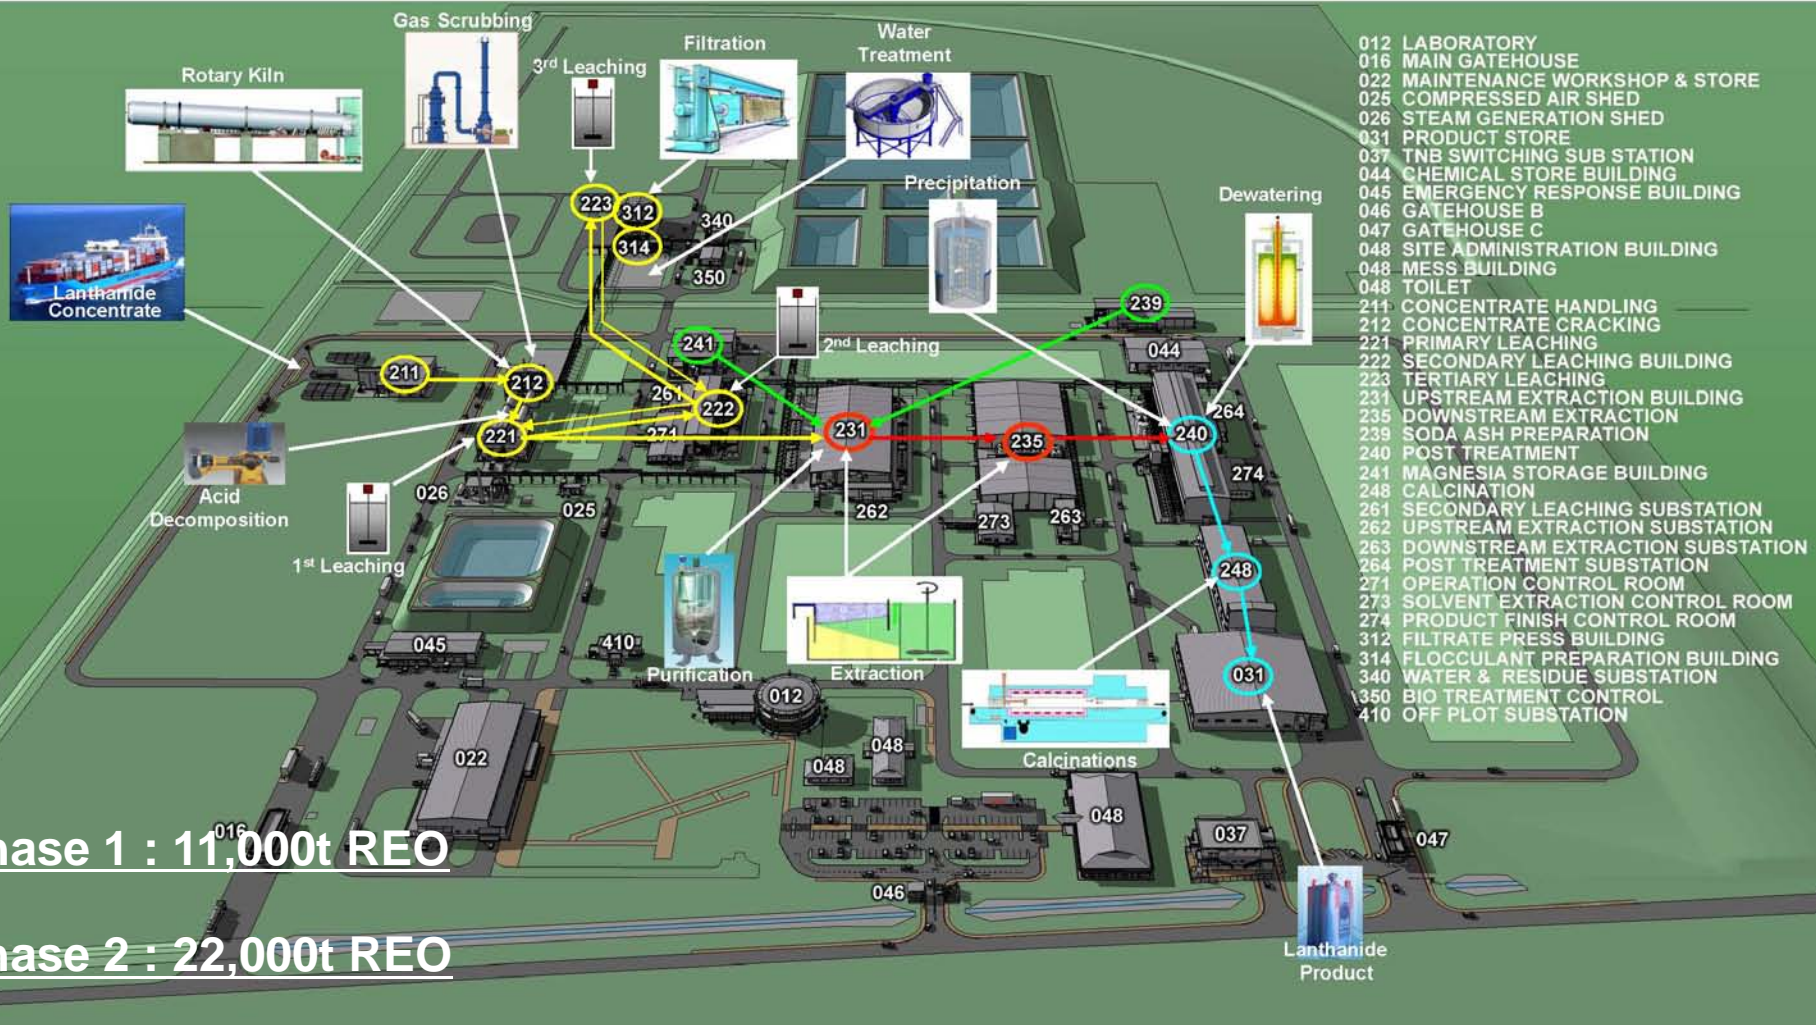 Gas Scrubbing
Rotary Kiln
3rd Leaching
Filtration
Water
Treatment
Precipitation
Dewatering
Lanthanide
Concentrate
223
312
340
314
350
239
241
2nd Leaching
044
211
212
261
222
264
221
271
231
235
240
274
Acid
Decomposition
026
025
262
273
263
1st Leaching
248
045
410
Purification
Extraction
031
012
022
048
048
Calcinations
048
037
047
016
046
hase 1 : 11,000t REO
hase 2 : 22,000t REO
Lanthanide
Product
012 LABORATORY
016 MAIN GATEHOUSE
022 MAINTENANCE WORKSHOP & STORE
025 COMPRESSED AIR SHED
026 STEAM GENERATION SHED
031 PRODUCT STORE
037 TNB SWITCHING SUB STATION
044 CHEMICAL STORE BUILDING
045 EMERGENCY RESPONSE BUILDING
046 GATEHOUSE B
047 GATEHOUSE C
048 SITE ADMINISTRATION BUILDING
048 MESS BUILDING
048 TOILET
211 CONCENTRATE HANDLING
212 CONCENTRATE CRACKING
221 PRIMARY LEACHING
222 SECONDARY LEACHING BUILDING
223 TERTIARY LEACHING
231 UPSTREAM EXTRACTION BUILDING
235 DOWNSTREAM EXTRACTION
239 SODA ASH PREPARATION
240 POST TREATMENT
241 MAGNESIA STORAGE BUILDING
248 CALCINATION
261 SECONDARY LEACHING SUBSTATION
262 UPSTREAM EXTRACTION SUBSTATION
263 DOWNSTREAM EXTRACTION SUBSTATION
264 POST TREATMENT SUBSTATION
271 OPERATION CONTROL ROOM
273 SOLVENT EXTRACTION CONTROL ROOM
274 PRODUCT FINISH CONTROL ROOM
312 FILTRATE PRESS BUILDING
314 FLOCCULANT PREPARATION BUILDING
340 WATER & RESIDUE SUBSTATION
350 BIO TREATMENT CONTROL
410 OFF PLOT SUBSTATION